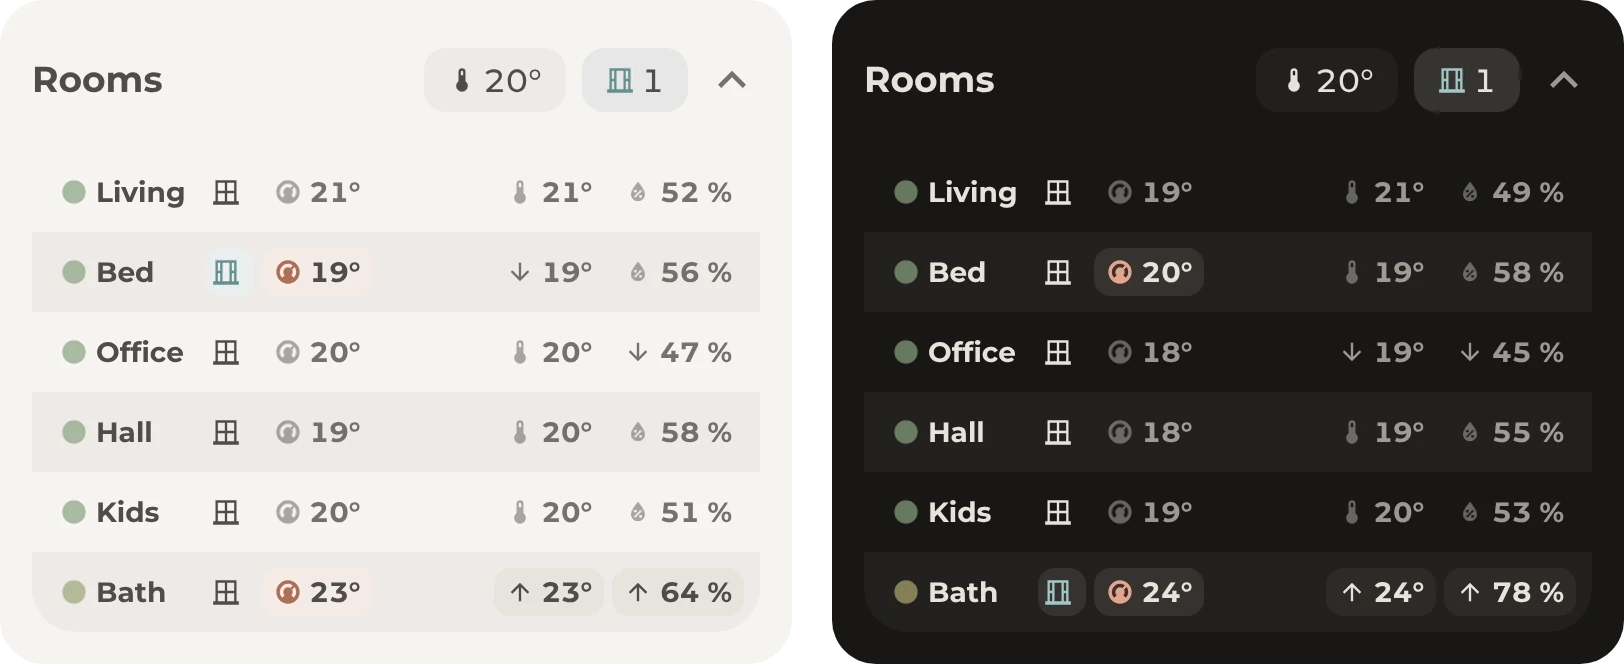 Rooms 20° 1
Living 21° 21° 52 %
Bed 19° 19° 56 %
Office 20° 20° 47 %
Hall 19° 20° 58 %
Kids 20° 20° 51 %
Bath 23° 23° 64 %
Rooms 20° 1
Living 19° 21° 49 %
Bed 20° 19° 58 %
Office 18° 19° 45 %
Hall 18° 19° 55 %
Kids 19° 20° 53 %
Bath 24° 24° 78 %